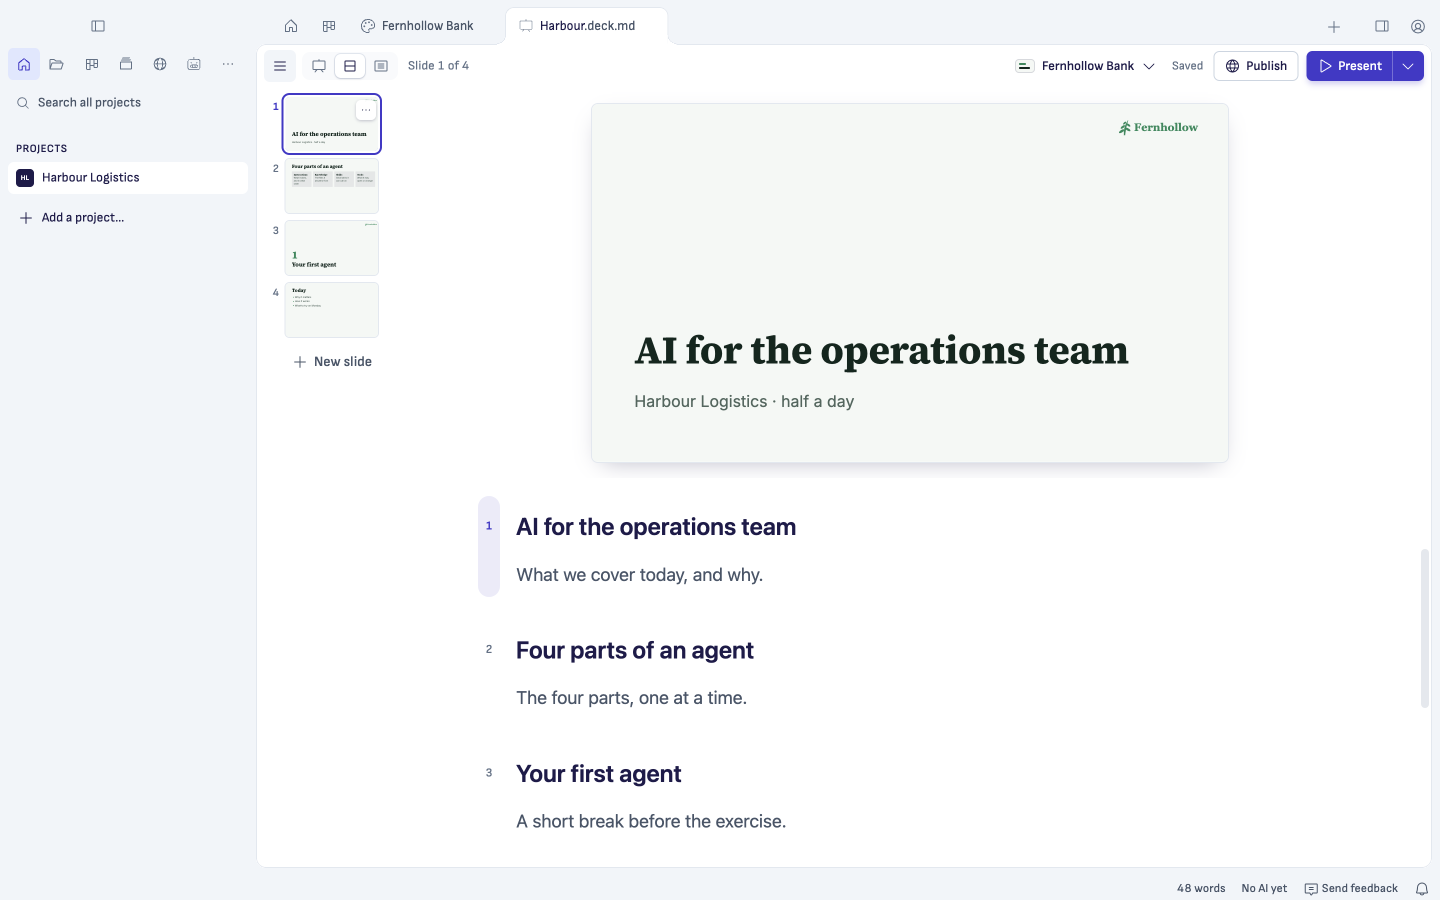 Fernhollow Bank
Harbour.deck.md
Slide 1 of 4
Fernhollow Bank
Saved
Publish
Present
Search all projects
PROJECTS
HL
Harbour Logistics
Add a project...
1
AI for the operations team
2
Four parts of an agent
3
1
Your first agent
4
Today
New slide
Fernhollow
AI for the operations team
Harbour Logistics · half a day
1
AI for the operations team
What we cover today, and why.
2
Four parts of an agent
The four parts, one at a time.
3
Your first agent
A short break before the exercise.
48 words
No AI yet
Send feedback